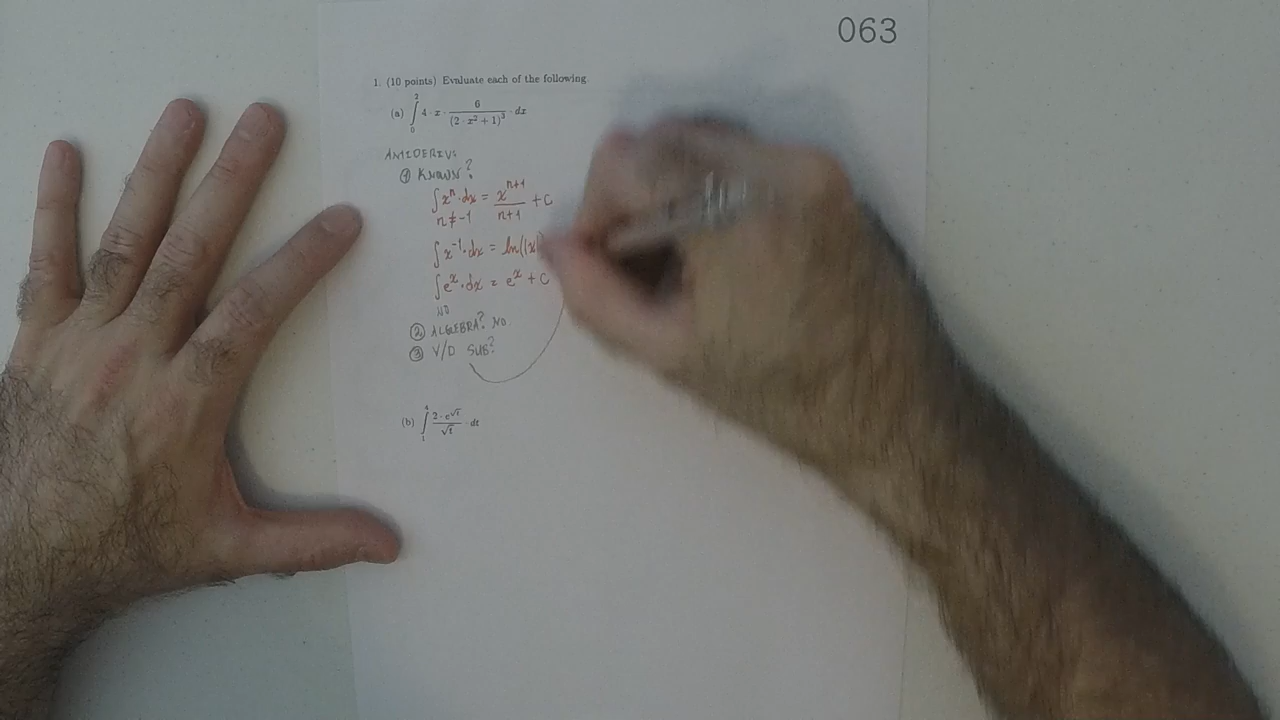 063
1. (10 points) Evaluate each of the following.
(a) ∫₀² 4 · x · 6/(2 · x² + 1)³ · dx
ANTIDERIV:
① KNOWN?
∫xⁿ·dx = xⁿ⁺¹/n+1 + C
n ≠ -1
∫x⁻¹·dx = ln(|x|)
∫eˣ·dx = eˣ + C
NO
② ALGEBRA? NO.
③ V/D SUB?
(b) ∫₁⁴ 2 · e^√t/√t · dt